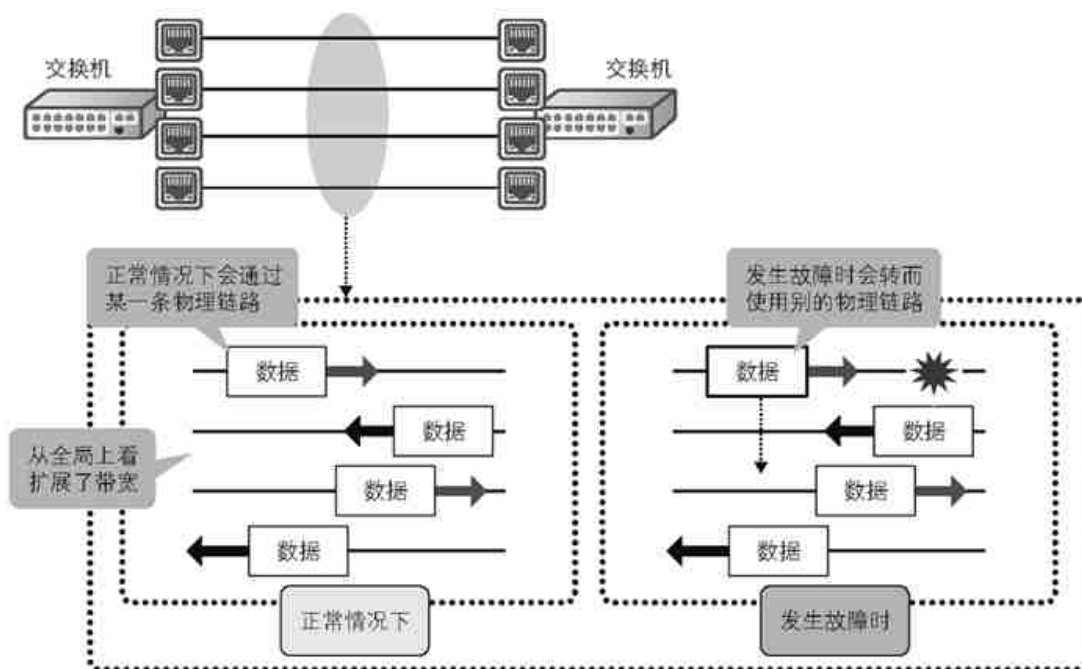 交换机
交换机
正常情况下会通过
某一条物理链路
发生故障时会转而
使用别的物理链路
数据
数据
数据
数据
从全局上看
扩展了带宽
正常情况下
数据
数据
数据
数据
发生故障时